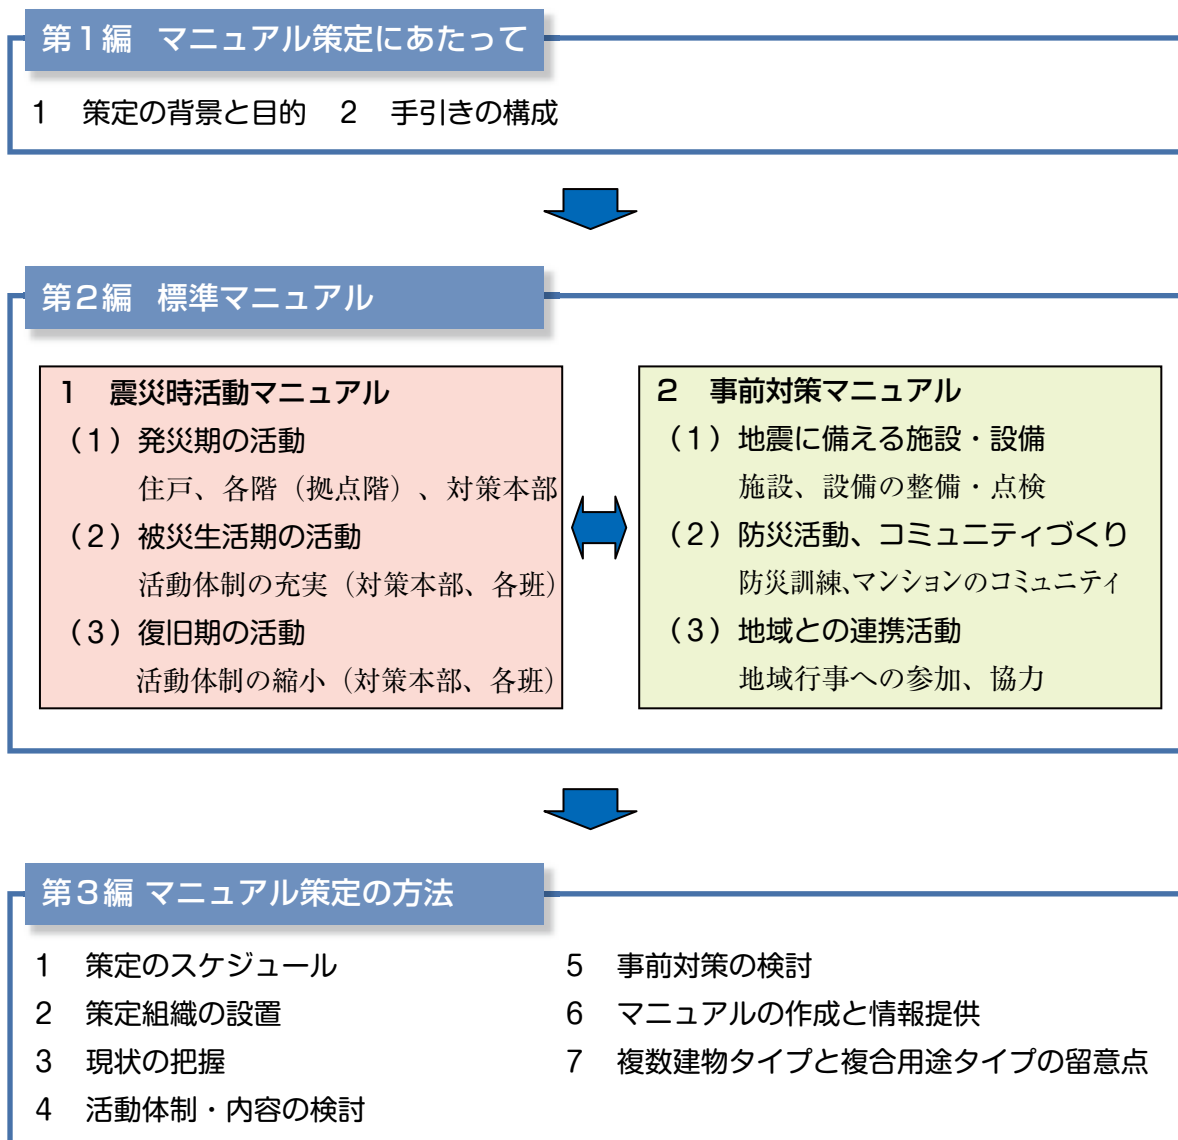 第1編 マニュアル策定にあたって
1 策定の背景と目的 2 手引きの構成
第2編 標準マニュアル
1 震災時活動マニュアル
（1）発災期の活動
住戸、各階（拠点階）、対策本部
（2）被災生活期の活動
活動体制の充実（対策本部、各班）
（3）復旧期の活動
活動体制の縮小（対策本部、各班）
2 事前対策マニュアル
（1）地震に備える施設・設備
施設、設備の整備・点検
（2）防災活動、コミュニティづくり
防災訓練、マンションのコミュニティ
（3）地域との連携活動
地域行事への参加、協力
第3編 マニュアル策定の方法
1 策定のスケジュール
2 策定組織の設置
3 現状の把握
4 活動体制・内容の検討
5 事前対策の検討
6 マニュアルの作成と情報提供
7 複数建物タイプと複合用途タイプの留意点